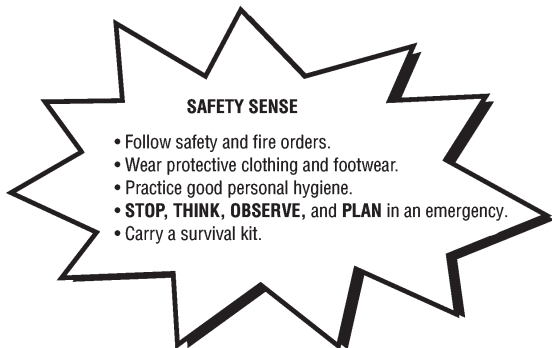 SAFETY SENSE
• Follow safety and fire orders.
• Wear protective clothing and footwear.
• Practice good personal hygiene.
• STOP, THINK, OBSERVE, and PLAN in an emergency.
• Carry a survival kit.